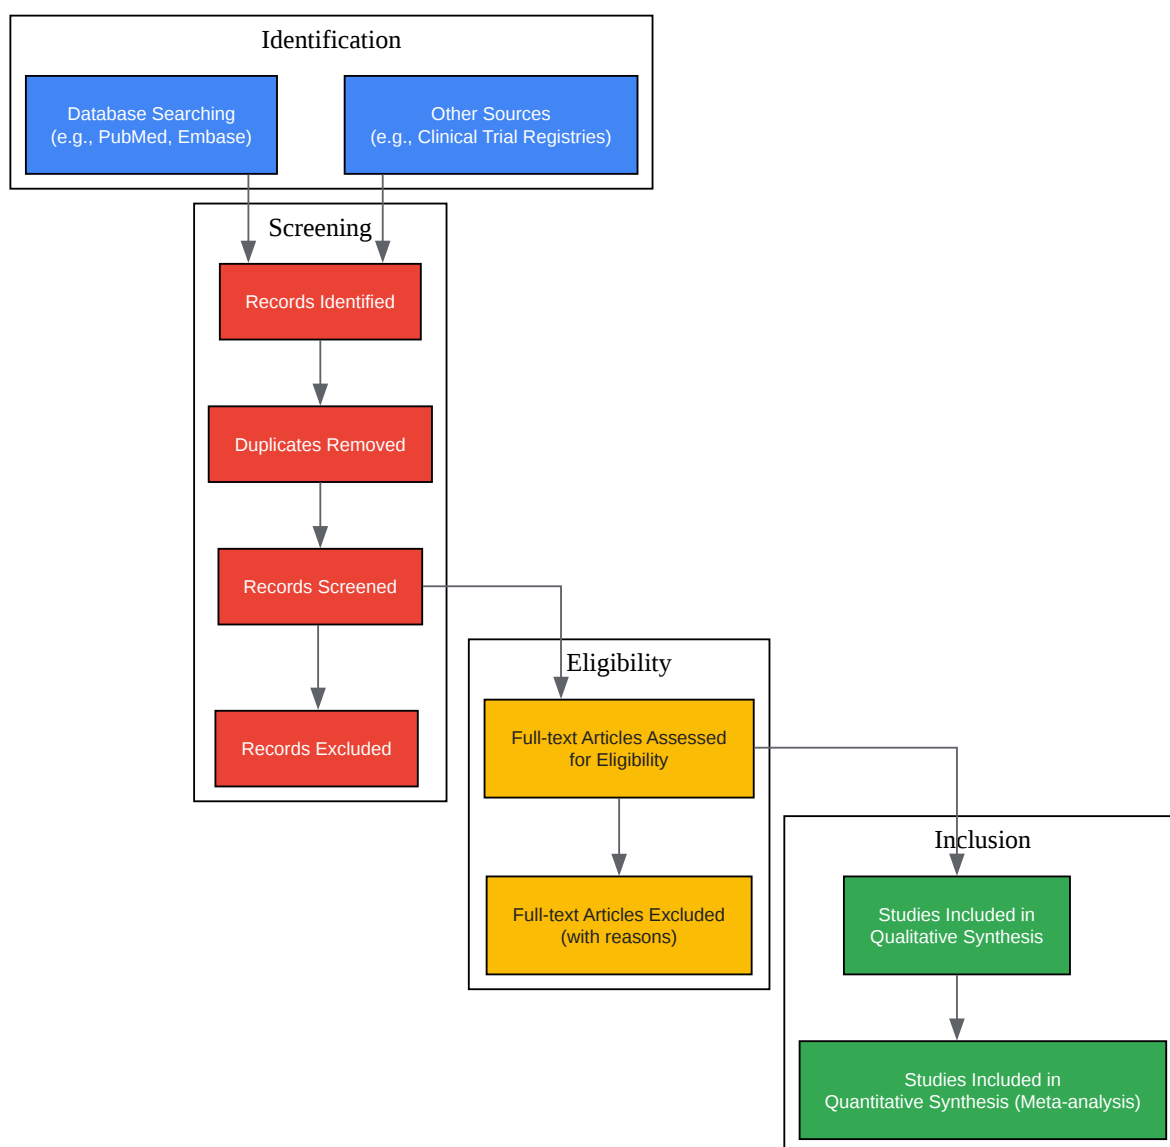 Identification
Database Searching
(e.g., PubMed, Embase)
Other Sources
(e.g., Clinical Trial Registries)
Screening
Records Identified
Duplicates Removed
Records Screened
Records Excluded
Eligibility
Full-text Articles Assessed
for Eligibility
Full-text Articles Excluded
(with reasons)
Inclusion
Studies Included in
Qualitative Synthesis
Studies Included in
Quantitative Synthesis (Meta-analysis)